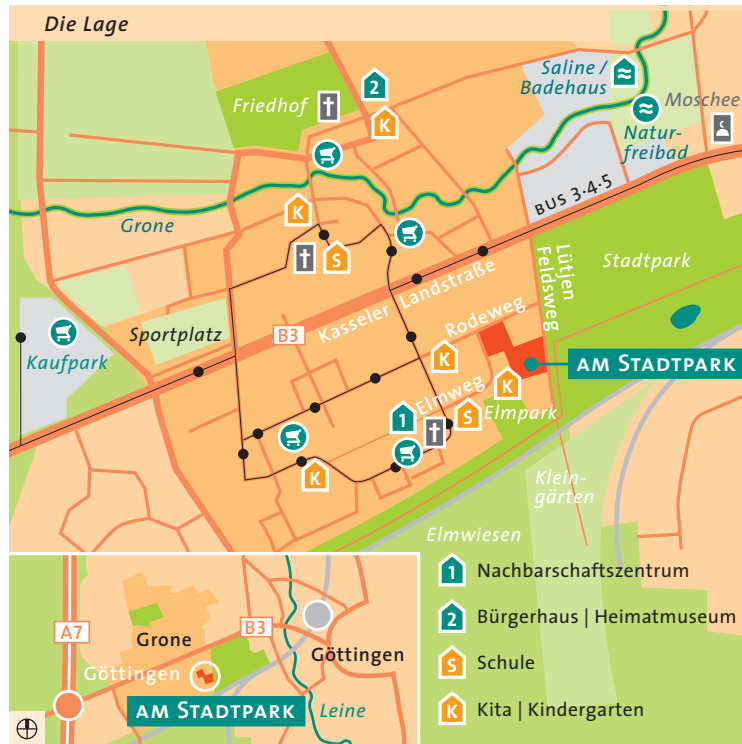 Die Lage
Friedhof
2
K
Saline /
Badehaus
Moschee
Natur-
freibad
BUS 3·4·5
Grone
K
S
Stadtpark
Lütjen
Feldsweg
Kasseler Landstraße
B3
Sportplatz
Kaufpark
Rodeweg
K
AM STADTPARK
K
Elmweg
1
S
Elmpark
K
Klein-
gärten
Elmwiesen
1 Nachbarschaftszentrum
2 Bürgerhaus | Heimatmuseum
S Schule
K Kita | Kindergarten
A7
B3
Grone
Göttingen
Göttingen
AM STADTPARK
Leine